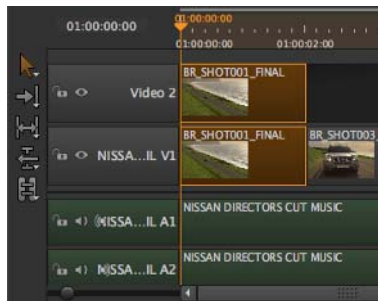 01:00:00:00
01:00:00:00
01:00:00:00
01:00:02:00
BR_SHOT001_FINAL
Video 2
BR_SHOT001_FINAL
BR_SHOT003
NISSA...IL V1
NISSAN DIRECTORS CUT MUSIC
NISSA...IL A1
NISSAN DIRECTORS CUT MUSIC
NISSA...IL A2